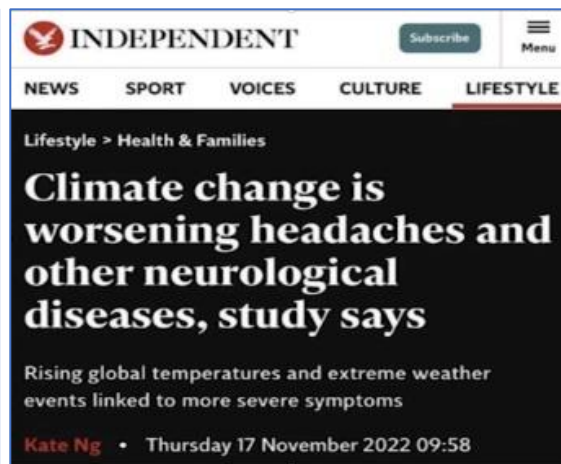 INDEPENDENT
Subscribe
Menu
NEWS SPORT VOICES CULTURE LIFESTYLE
Lifestyle > Health & Families
Climate change is
worsening headaches and
other neurological
diseases, study says
Rising global temperatures and extreme weather
events linked to more severe symptoms
Kate Ng • Thursday 17 November 2022 09:58